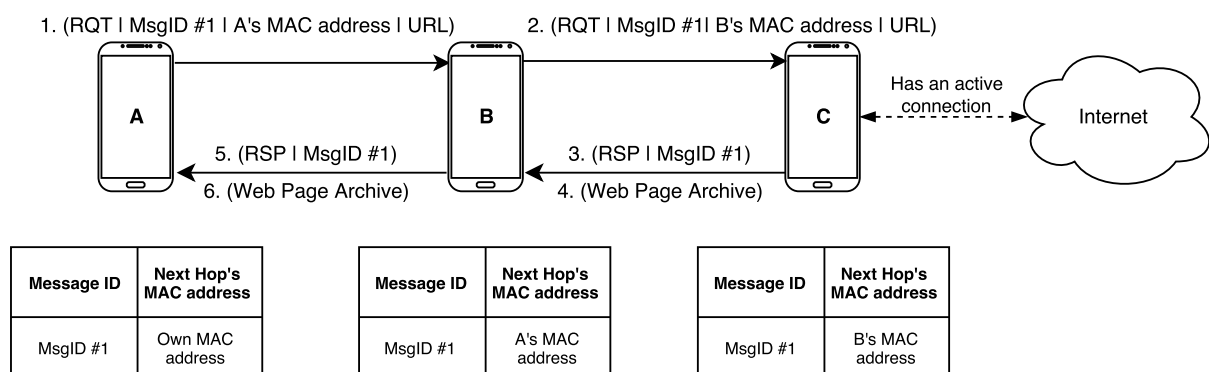 1. (RQT | MsgID #1 | A's MAC address | URL)
2. (RQT | MsgID #1| B's MAC address | URL)
A
B
C
Has an active
connection
Internet
5. (RSP | MsgID #1)
3. (RSP | MsgID #1)
6. (Web Page Archive)
4. (Web Page Archive)
Message ID
Next Hop's
MAC address
MsgID #1
Own MAC
address
Message ID
Next Hop's
MAC address
MsgID #1
A's MAC
address
Message ID
Next Hop's
MAC address
MsgID #1
B's MAC
address